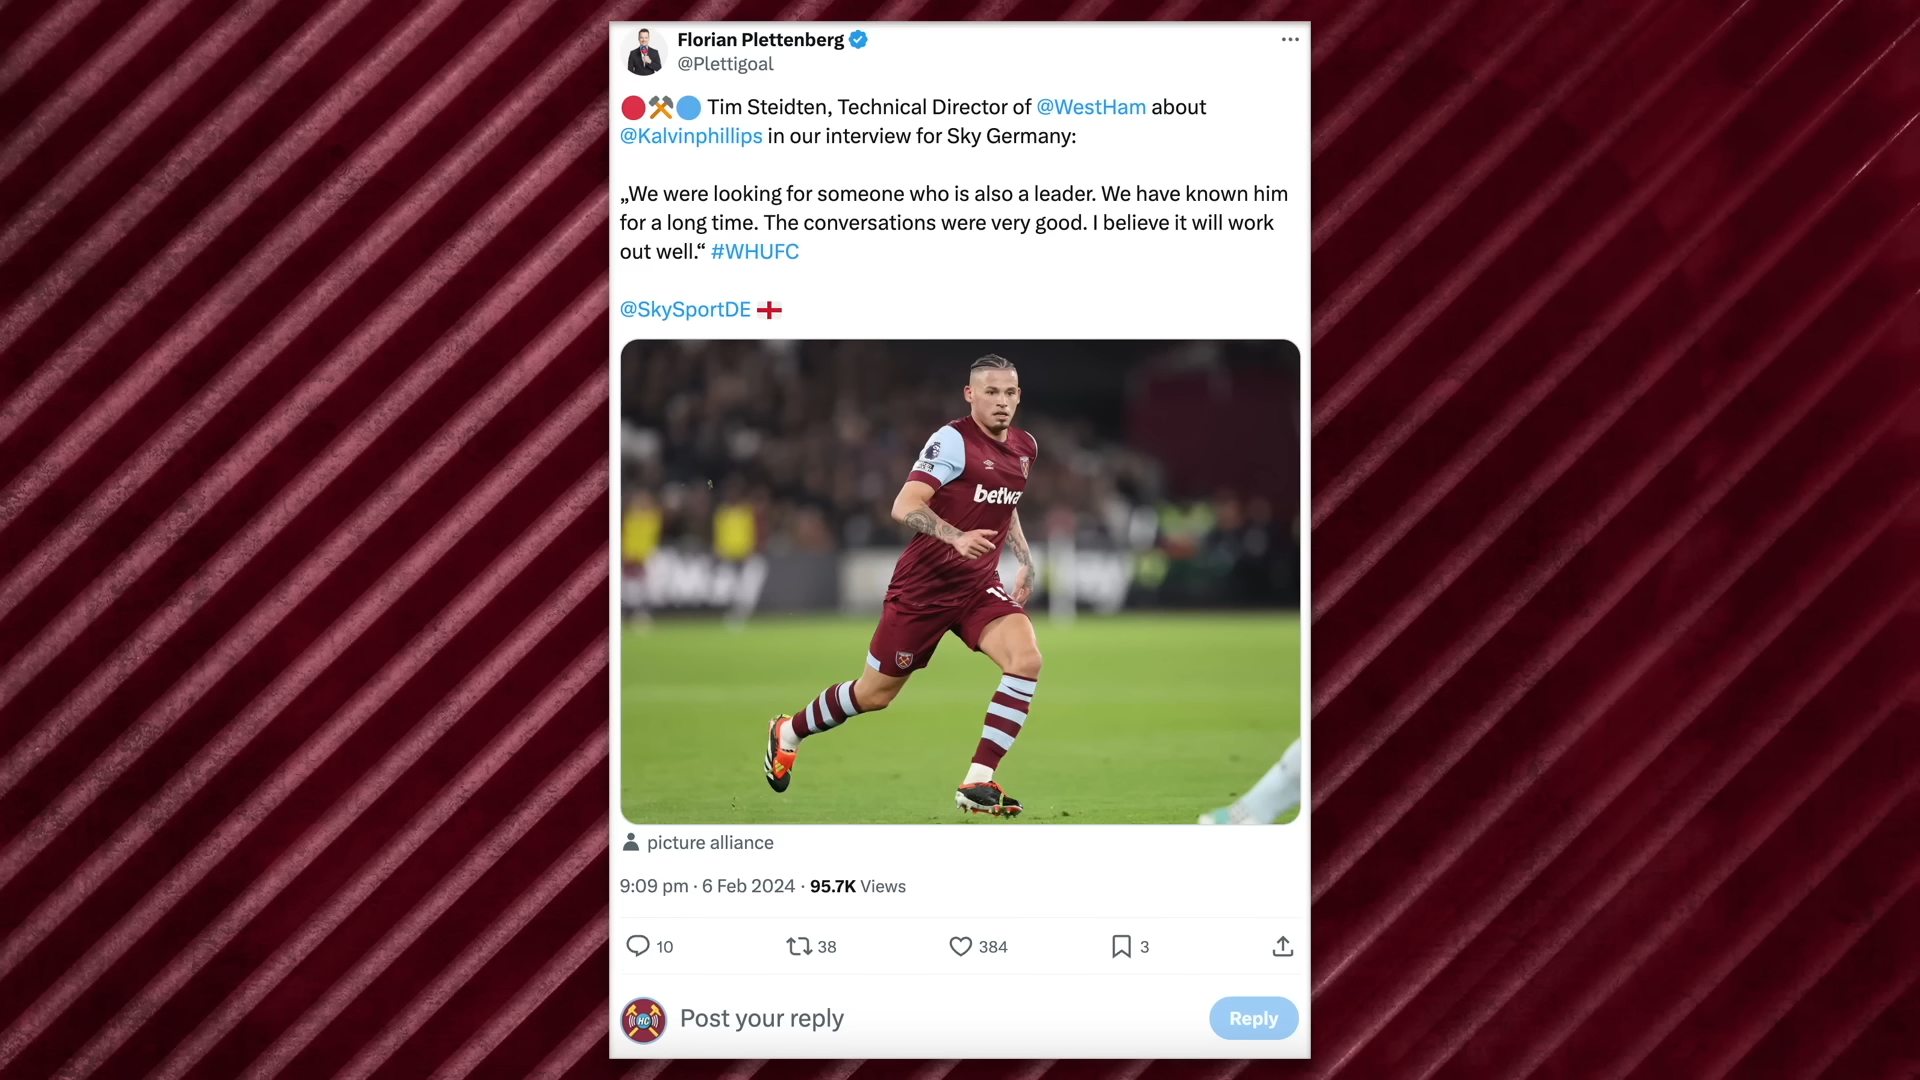 Florian Plettenberg
@Plettigoal
Tim Steidten, Technical Director of @WestHam about
@Kalvinphillips in our interview for Sky Germany:
„We were looking for someone who is also a leader. We have known him
for a long time. The conversations were very good. I believe it will work
out well.“ #WHUFC
@SkySportDE
betwa
picture alliance
9:09 pm · 6 Feb 2024 · 95.7K Views
10 38 384 3
HC
Post your reply
Reply